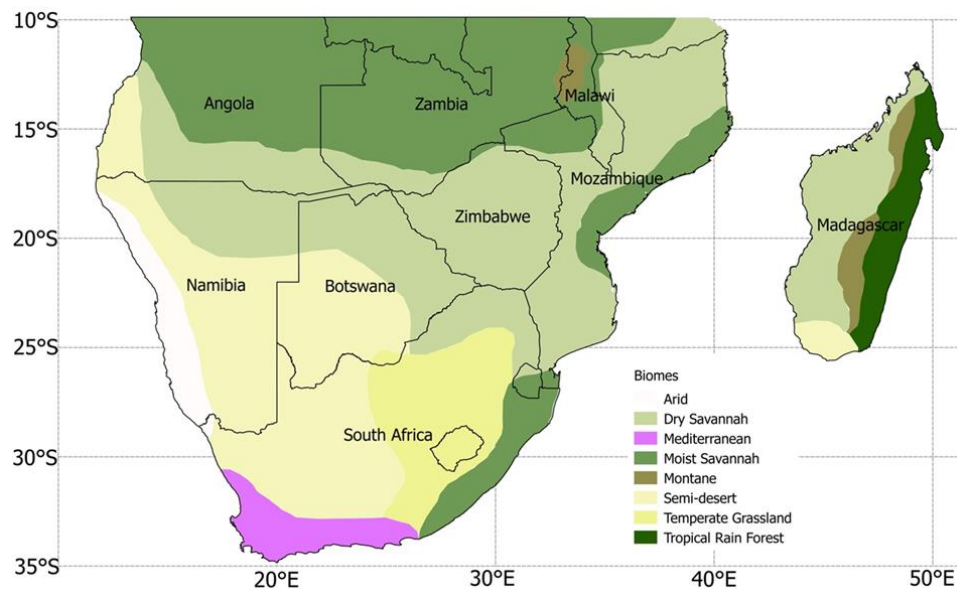 10°S
Angola
Zambia
Malawi
15°S
Mozambique
Zimbabwe
Madagascar
20°S
Namibia
Botswana
25°S
Biomes
Arid
Dry Savannah
South Africa
Mediterranean
30°S
Moist Savannah
Montane
Semi-desert
Temperate Grassland
Tropical Rain Forest
35°S
20°E
30°E
40°E
50°E